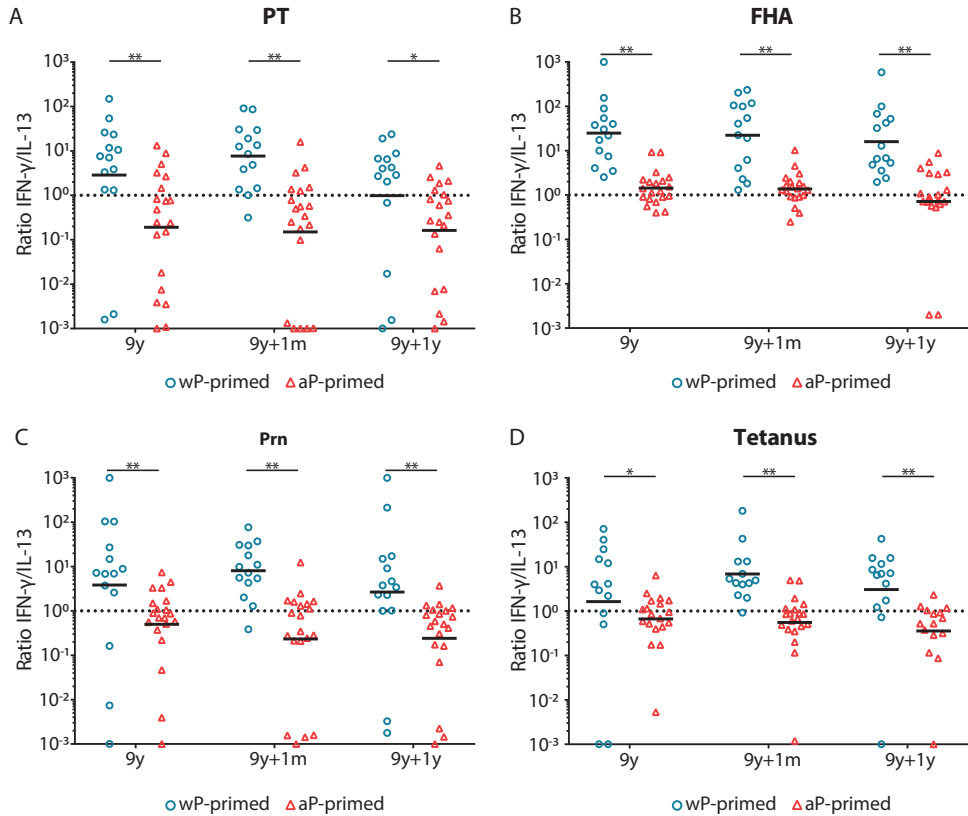 A
PT
Ratio IFN-γ/IL-13
10³
10²
10¹
10⁰
10⁻¹
10⁻²
10⁻³
**
**
*
9y
9y+1m
9y+1y
wP-primed
aP-primed
B
FHA
Ratio IFN-γ/IL-13
10³
10²
10¹
10⁰
10⁻¹
10⁻²
10⁻³
**
**
**
9y
9y+1m
9y+1y
wP-primed
aP-primed
C
Prn
Ratio IFN-γ/IL-13
10³
10²
10¹
10⁰
10⁻¹
10⁻²
10⁻³
**
**
**
9y
9y+1m
9y+1y
wP-primed
aP-primed
D
Tetanus
Ratio IFN-γ/IL-13
10³
10²
10¹
10⁰
10⁻¹
10⁻²
10⁻³
*
**
**
9y
9y+1m
9y+1y
wP-primed
aP-primed